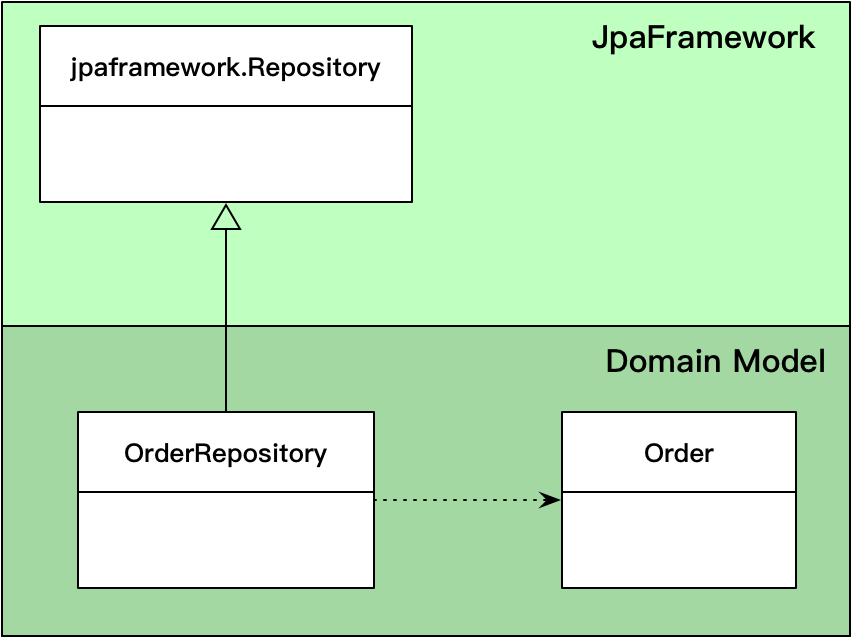 JpaFramework
jpaframework.Repository
Domain Model
OrderRepository
Order